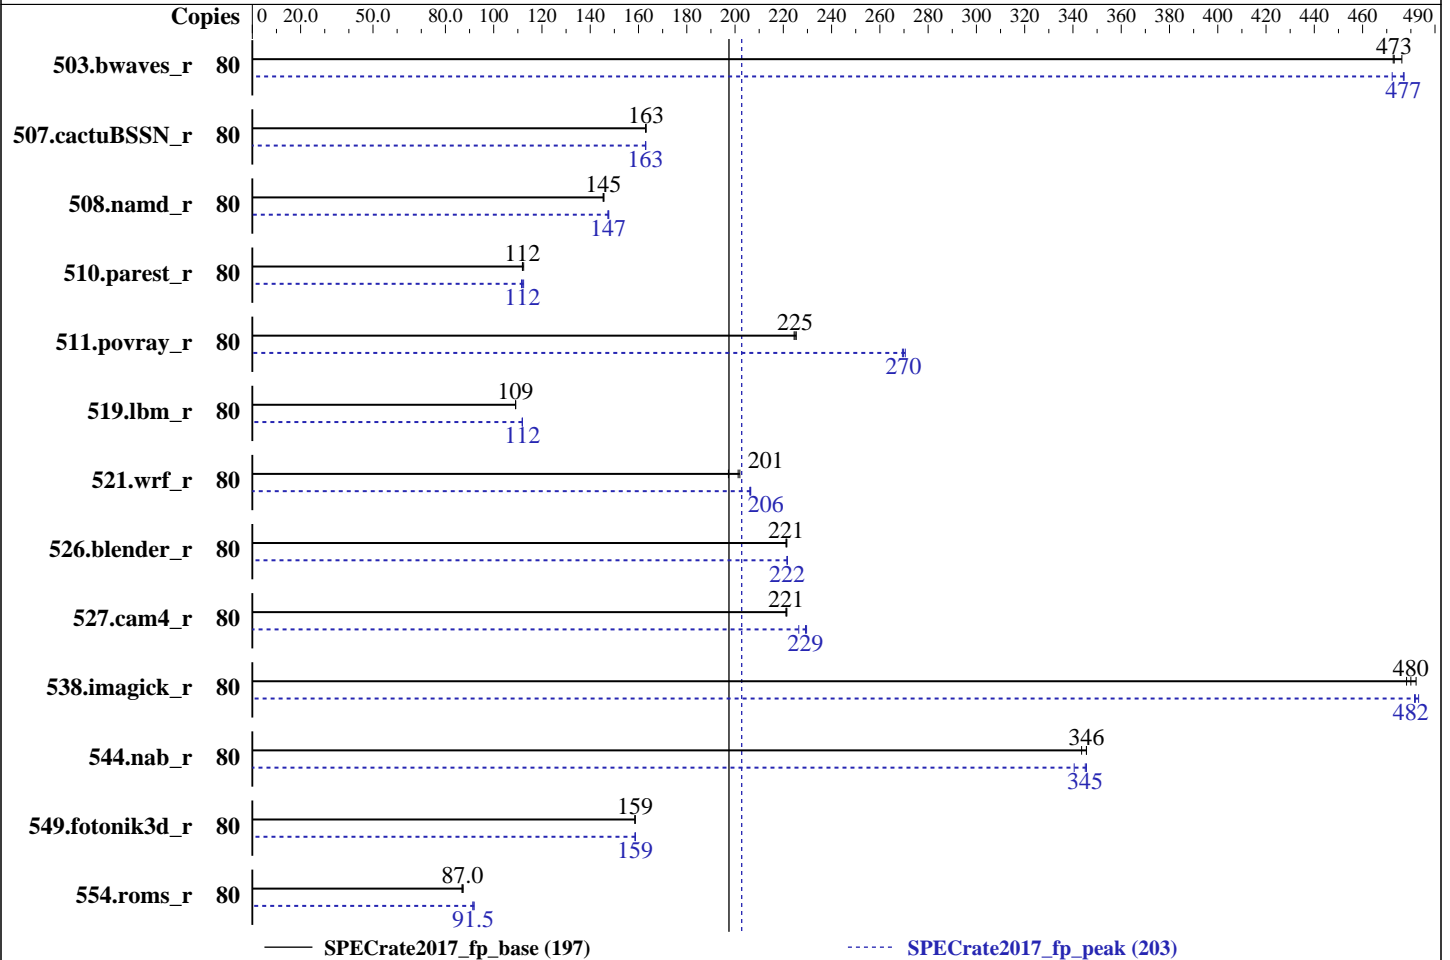 Copies 0 20.0 50.0 80.0 100 120 140 160 180 200 220 240 260 280 300 320 340 360 380 400 420 440 460 490
503.bwaves_r 80 473
477
507.cactuBSSN_r 80 163
163
508.namd_r 80 145
147
510.parest_r 80 112
112
511.povray_r 80 225
270
519.lbm_r 80 109
112
521.wrf_r 80 201
206
526.blender_r 80 221
222
527.cam4_r 80 221
229
538.imagick_r 80 480
482
544.nab_r 80 346
345
549.fotonik3d_r 80 159
159
554.roms_r 80 87.0
91.5
SPECrate2017_fp_base (197) SPECrate2017_fp_peak (203)